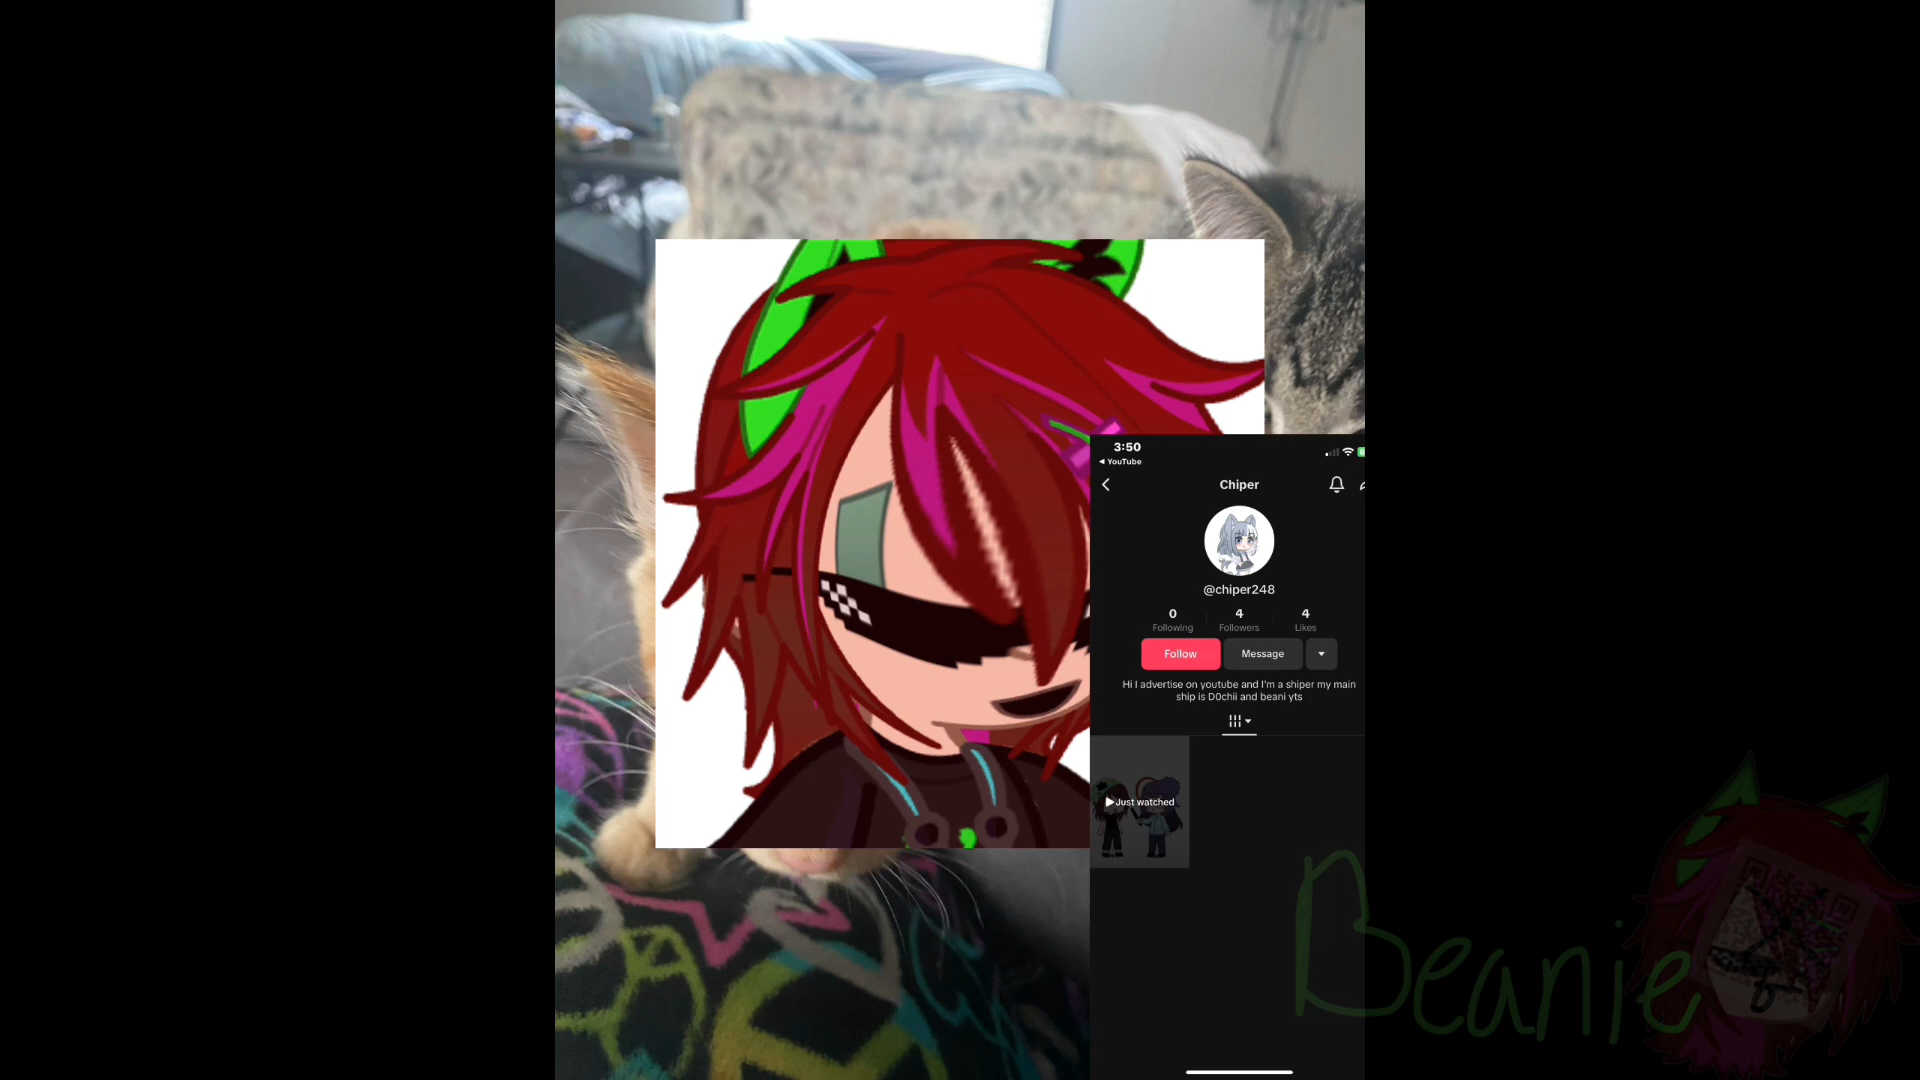 3:50
◀ YouTube
Chiper
@chiper248
0
4
4
Following
Followers
Likes
Follow
Message
Hi I advertise on youtube and I'm a shiper my main
ship is D0chii and beani yts
Just watched
Beanie